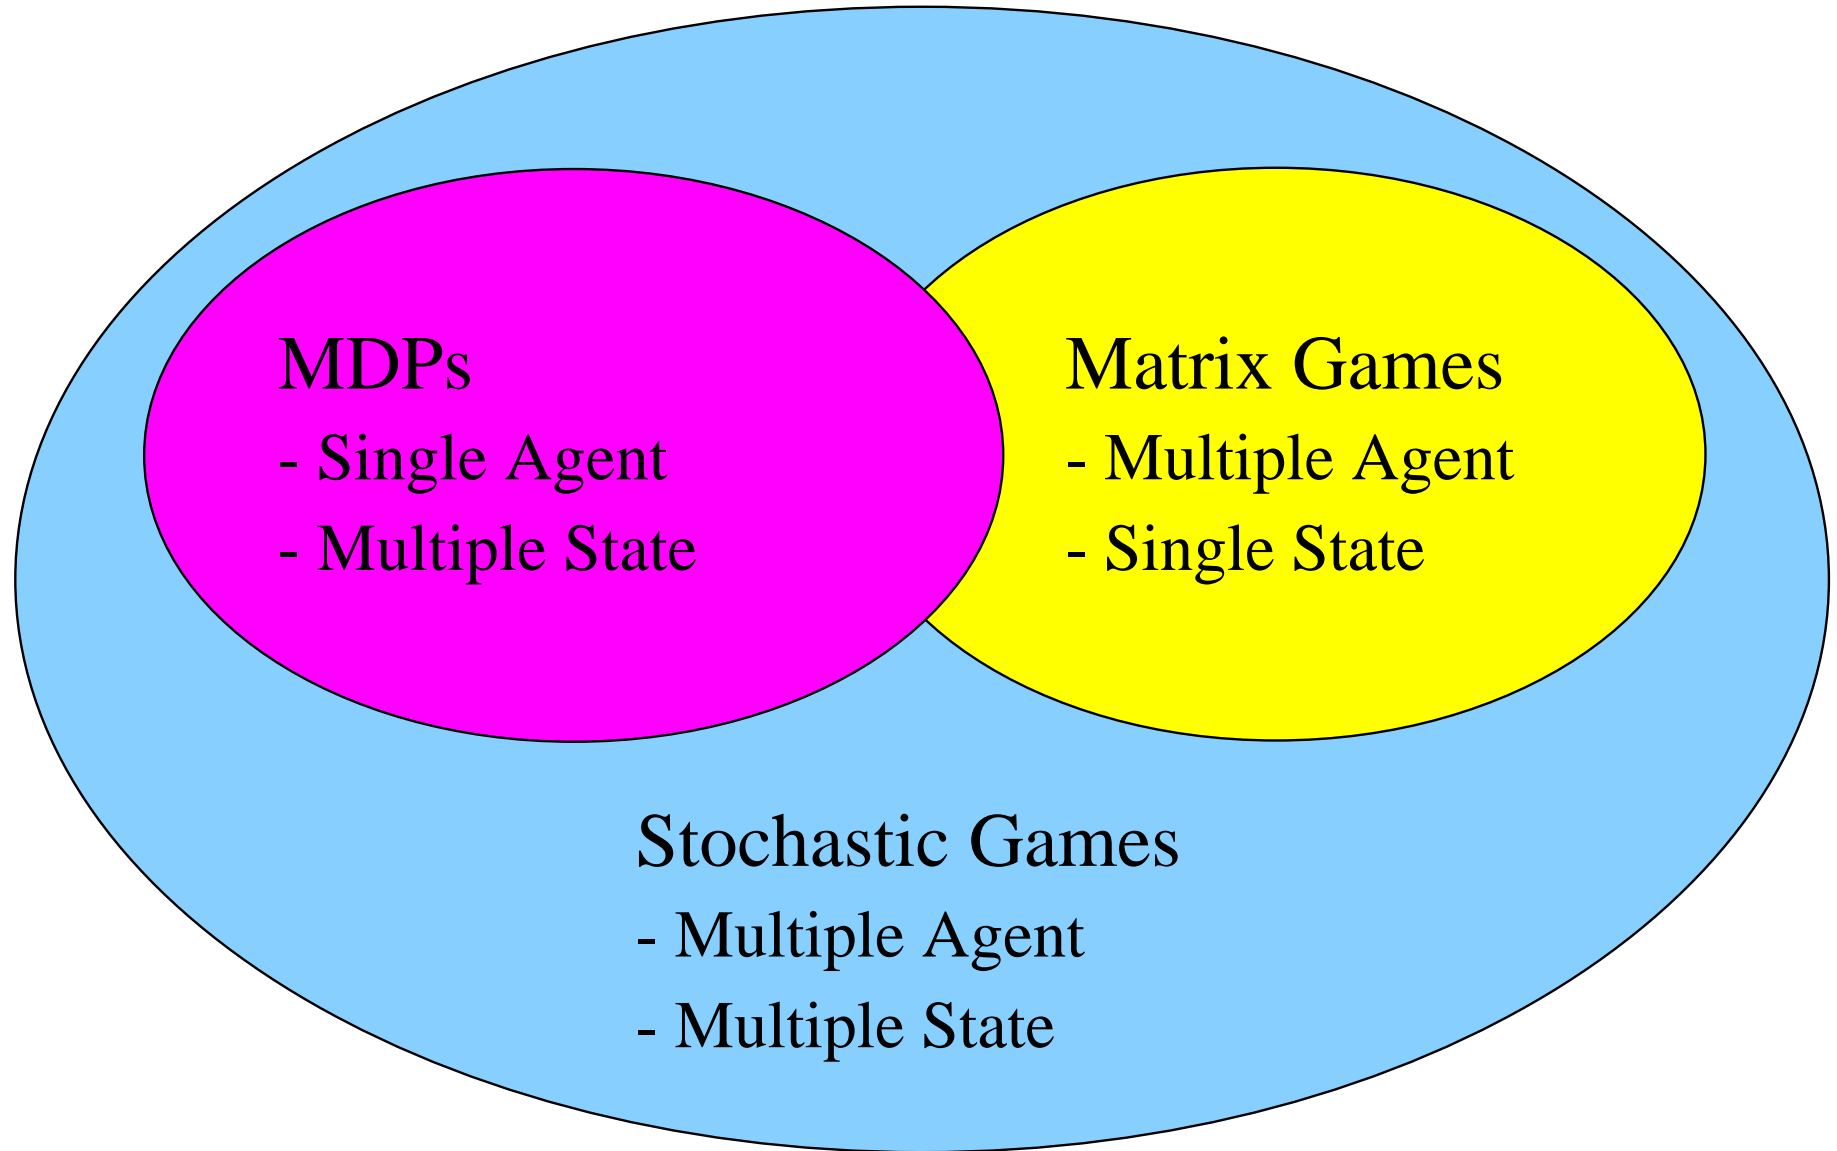 MDPs
- Single Agent
- Multiple State
Matrix Games
- Multiple Agent
- Single State
Stochastic Games
- Multiple Agent
- Multiple State